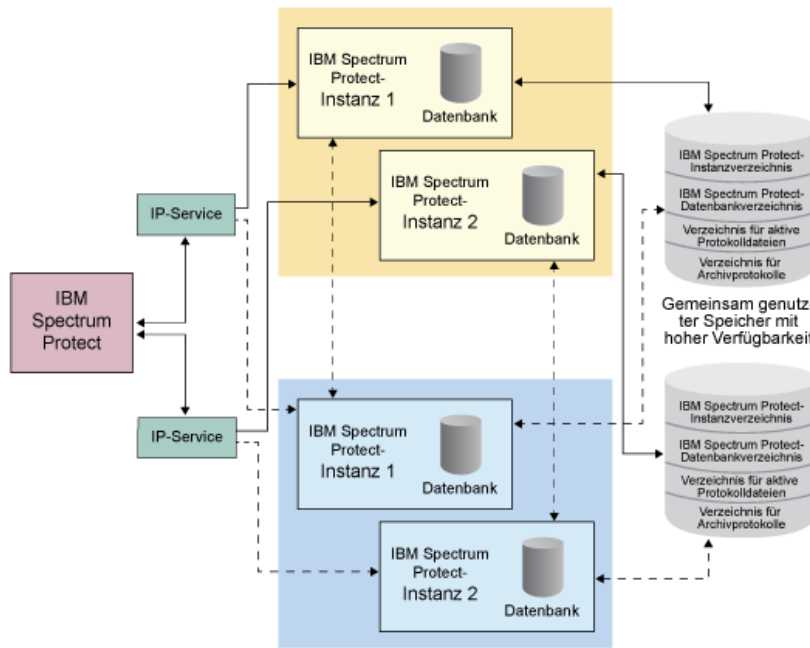 IBM Spectrum
Protect-
Instanz 1
Datenbank
IBM Spectrum
Protect-
Instanz 2
Datenbank
IP-Service
IBM
Spectrum
Protect
IP-Service
IBM Spectrum
Protect-
Instanz 1
Datenbank
IBM Spectrum
Protect-
Instanz 2
Datenbank
IBM Spectrum Protect-
Instanzverzeichnis
IBM Spectrum Protect-
Datenbankverzeichnis
Verzeichnis für aktive
Protokolldateien
Verzeichnis für
Archivprotokolle
Gemeinsam genutz-
ter Speicher mit
hoher Verfügbarkeit
IBM Spectrum Protect-
Instanzverzeichnis
IBM Spectrum Protect-
Datenbankverzeichnis
Verzeichnis für aktive
Protokolldateien
Verzeichnis für
Archivprotokolle